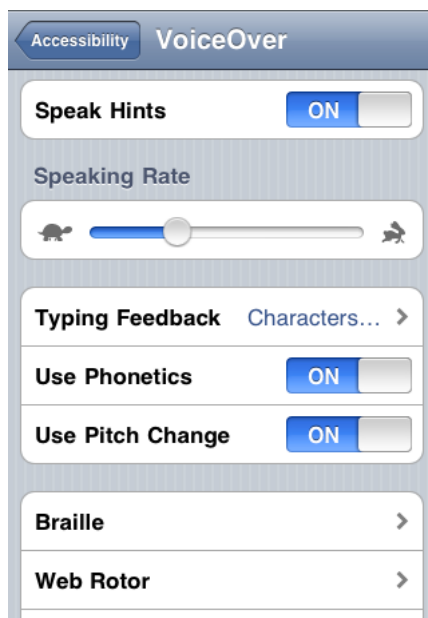 Accessibility VoiceOver
Speak Hints ON
Speaking Rate
Typing Feedback Characters...
Use Phonetics ON
Use Pitch Change ON
Braille
Web Rotor